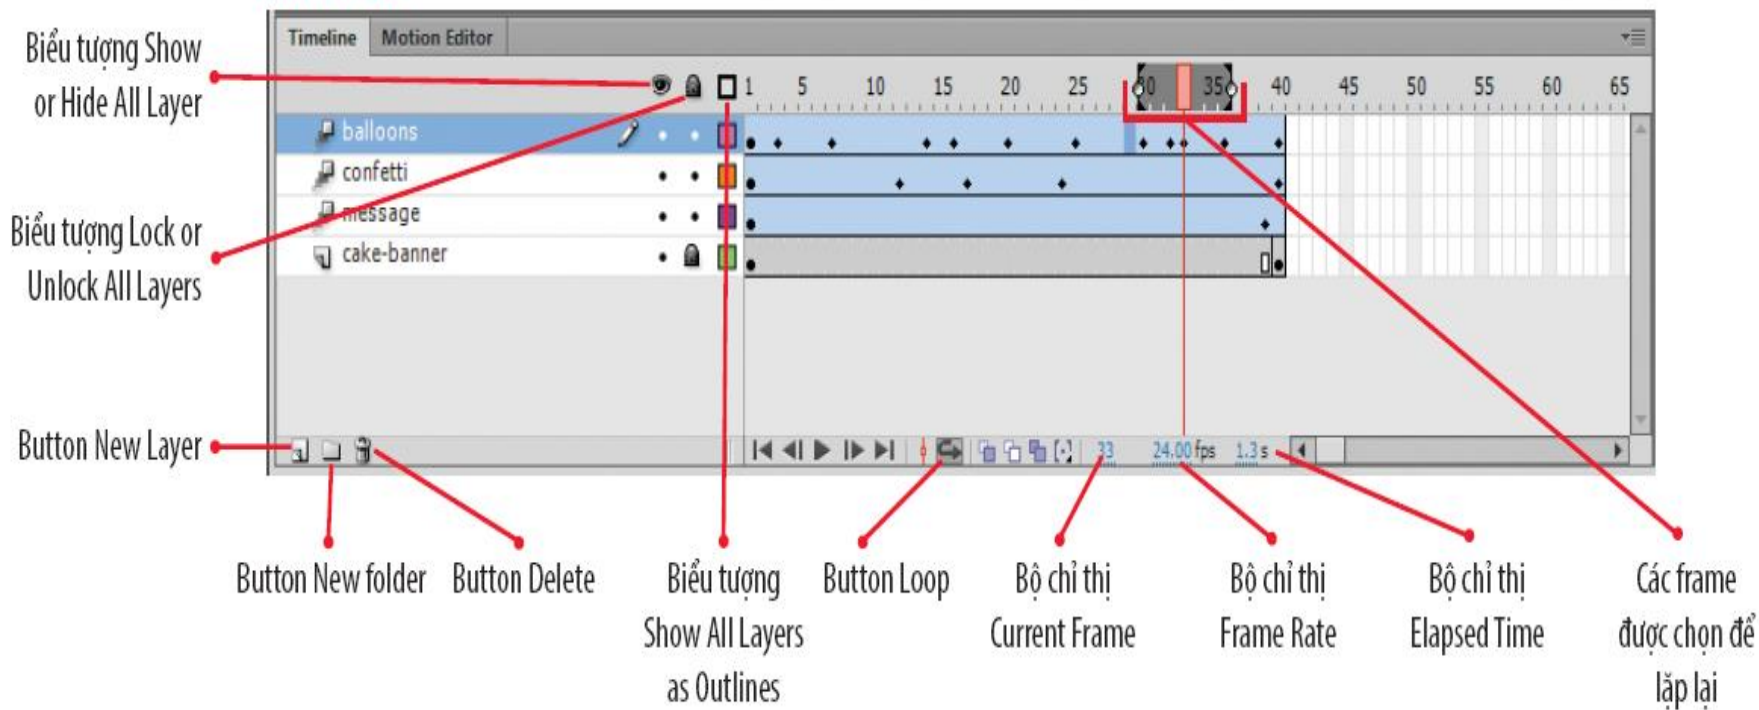 Biểu tượng Show
or Hide All Layer
Timeline
Motion Editor
1 5 10 15 20 25 30 35 40 45 50 55 60 65
balloons
confetti
message
cake-banner
Biểu tượng Lock or
Unlock All Layers
Button New Layer
33 24.00 fps 1.3 s
Button New folder
Button Delete
Biểu tượng
Show All Layers
as Outlines
Button Loop
Bộ chỉ thị
Current Frame
Bộ chỉ thị
Frame Rate
Bộ chỉ thị
Elapsed Time
Các frame
được chọn để
lặp lại